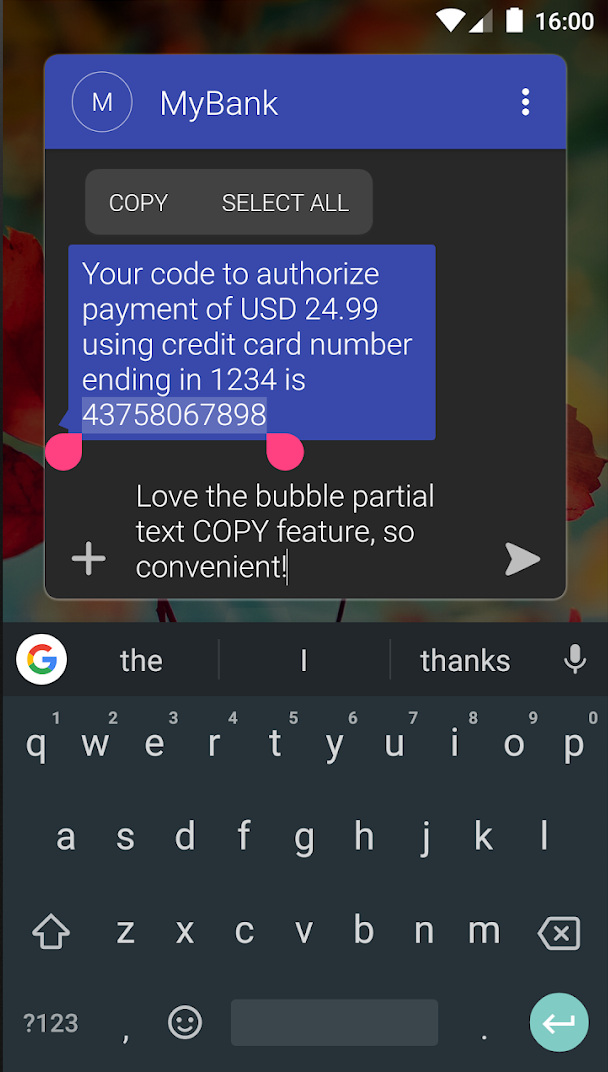 16:00
M MyBank
COPY SELECT ALL
Your code to authorize
payment of USD 24.99
using credit card number
ending in 1234 is
43758067898
Love the bubble partial
text COPY feature, so
convenient!
G the I thanks
1 2 3 4 5 6 7 8 9 0
q w e r t y u i o p
a s d f g h j k l
z x c v b n m
?123 , .